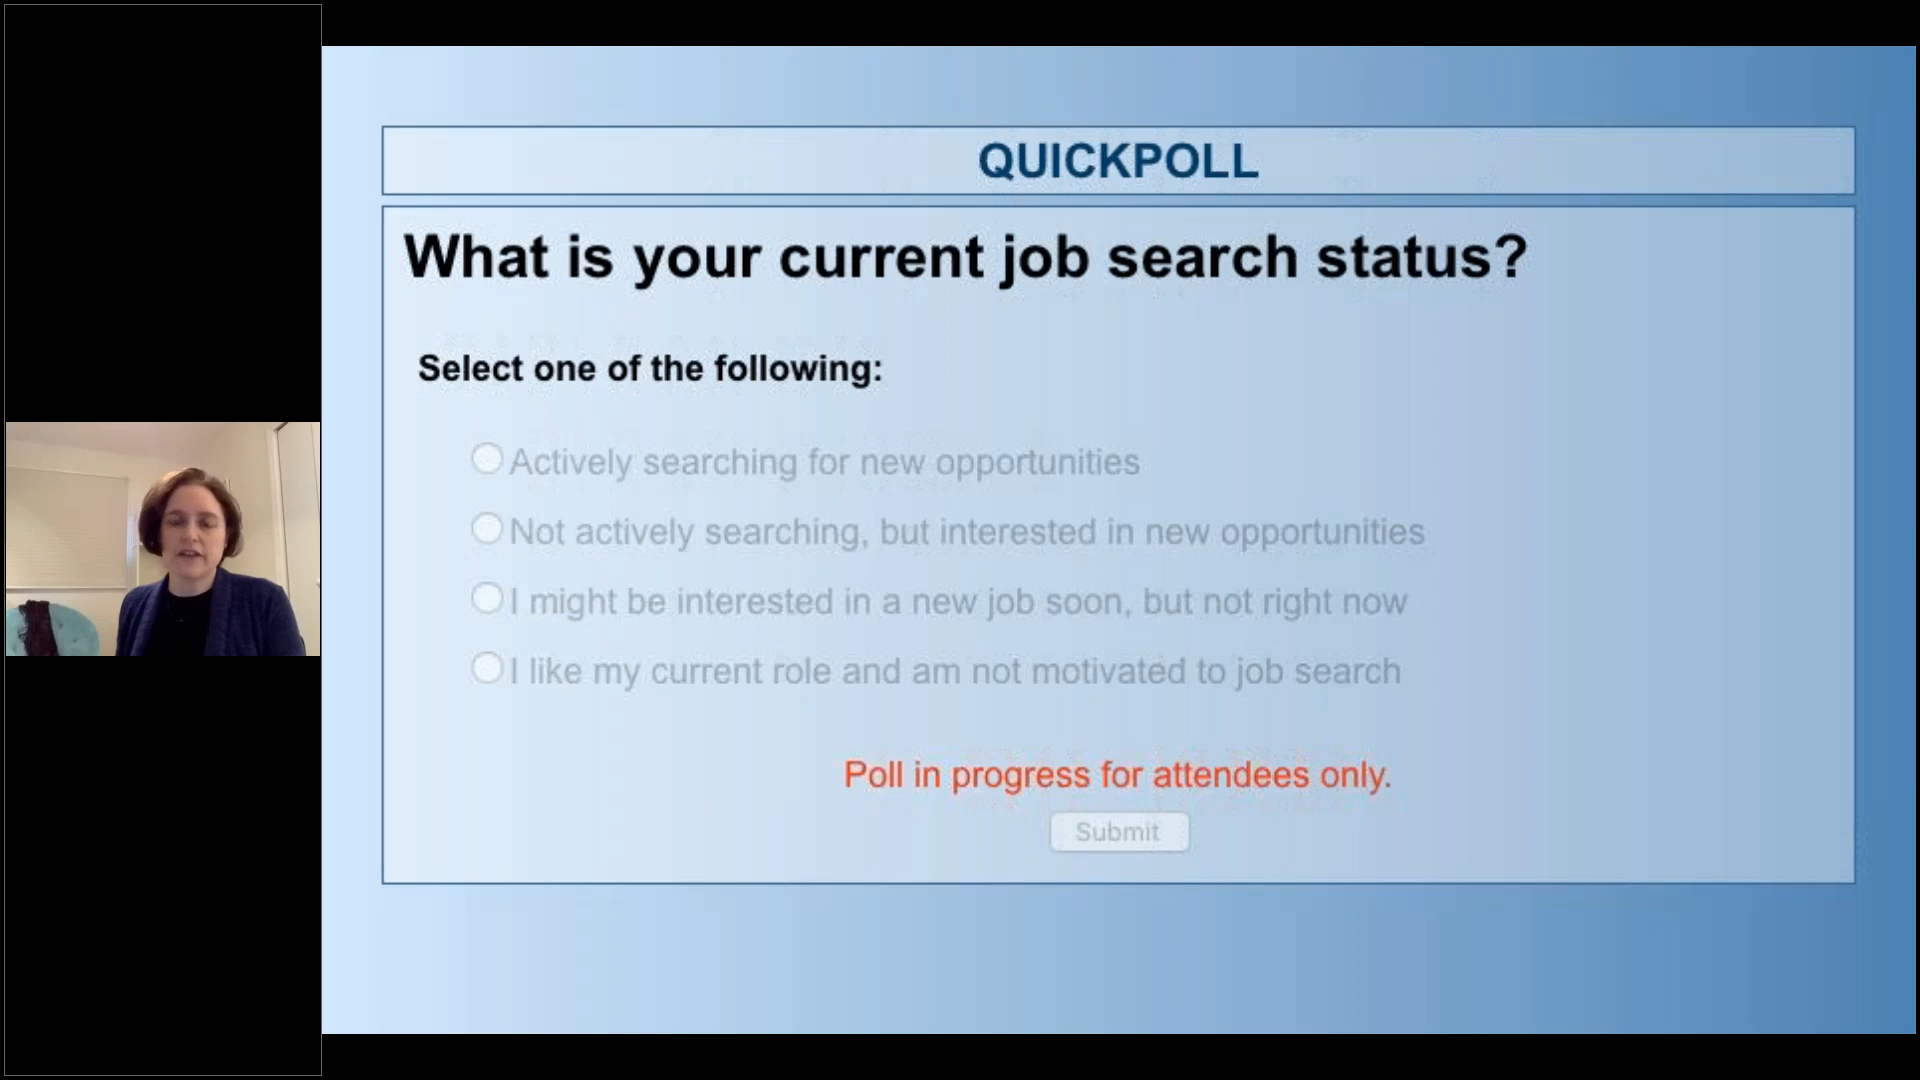 QUICKPOLL
What is your current job search status?
Select one of the following:
Actively searching for new opportunities
Not actively searching, but interested in new opportunities
I might be interested in a new job soon, but not right now
I like my current role and am not motivated to job search
Poll in progress for attendees only.
Submit